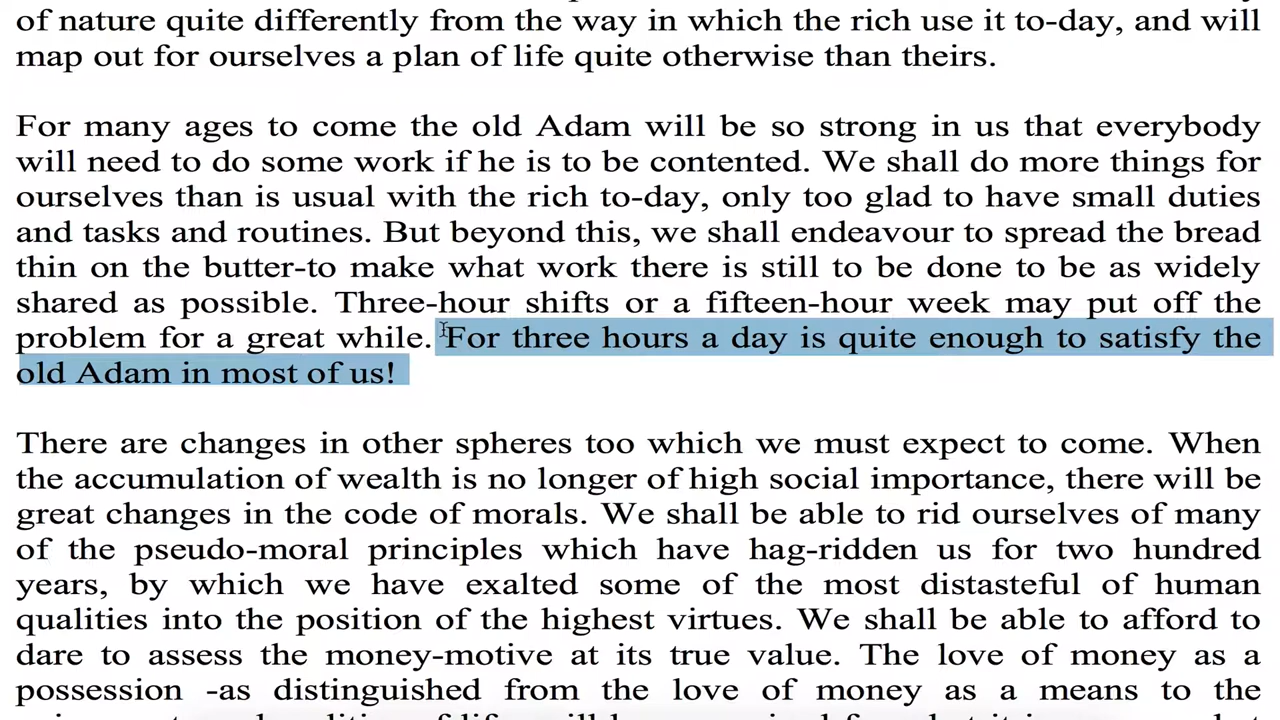 of nature quite differently from the way in which the rich use it to-day, and will
map out for ourselves a plan of life quite otherwise than theirs.
For many ages to come the old Adam will be so strong in us that everybody
will need to do some work if he is to be contented. We shall do more things for
ourselves than is usual with the rich to-day, only too glad to have small duties
and tasks and routines. But beyond this, we shall endeavour to spread the bread
thin on the butter-to make what work there is still to be done to be as widely
shared as possible. Three-hour shifts or a fifteen-hour week may put off the
problem for a great while. For three hours a day is quite enough to satisfy the
old Adam in most of us!
There are changes in other spheres too which we must expect to come. When
the accumulation of wealth is no longer of high social importance, there will be
great changes in the code of morals. We shall be able to rid ourselves of many
of the pseudo-moral principles which have hag-ridden us for two hundred
years, by which we have exalted some of the most distasteful of human
qualities into the position of the highest virtues. We shall be able to afford to
dare to assess the money-motive at its true value. The love of money as a
possession -as distinguished from the love of money as a means to the